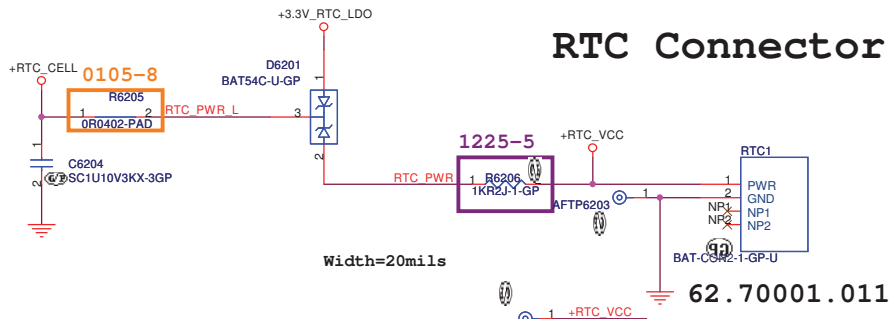 +3.3V_RTC_LDO
RTC Connector
D6201
BAT54C-U-GP
+RTC_CELL
0105-8
R6205
1
1 2
RTC_PWR_L
3
0R0402-PAD
1225-5
+RTC_VCC
RTC1
1
2
C6204
SC1U10V3KX-3GP
2
RTC_PWR
1
R6206
1KR2J-1-GP
1
PWR
2
GND
NP1
NP1
NP2
NP2
1
AFTP6203
GP
BAT-CON2-1-GP-U
Width=20mils
62.70001.011
1
+RTC_VCC